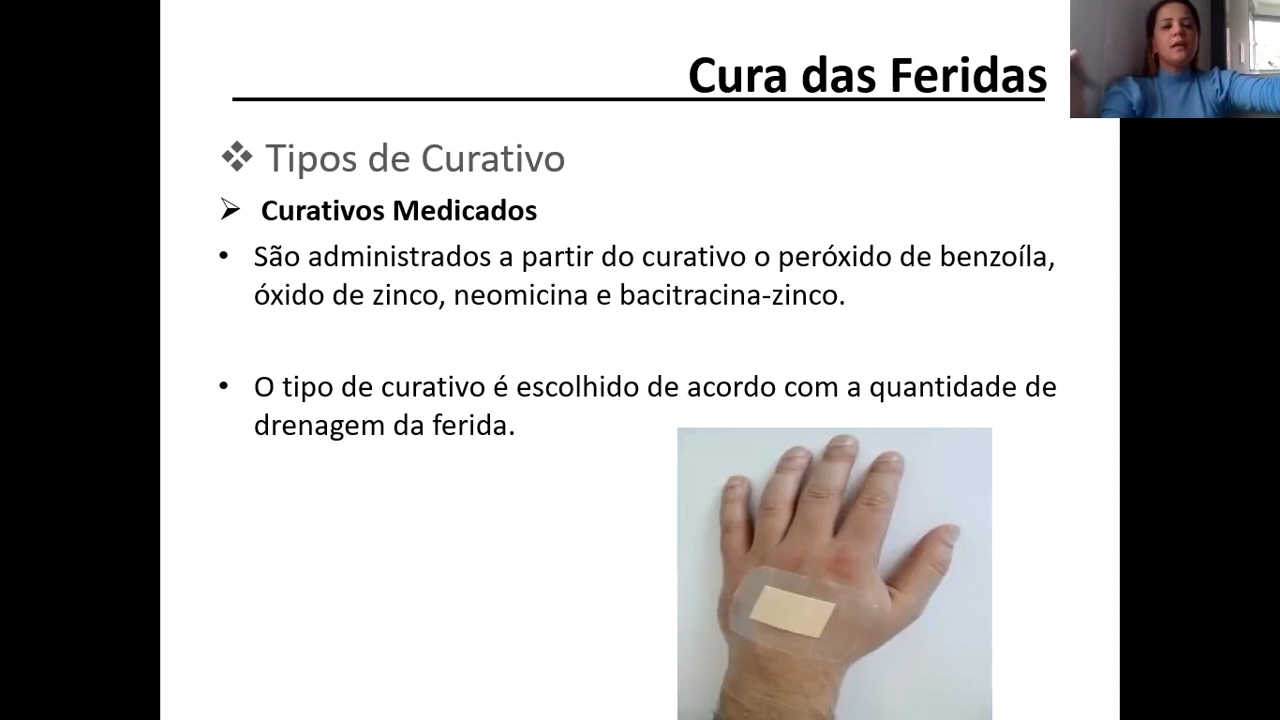 Cura das Feridas
❖ Tipos de Curativo
➢ Curativos Medicados
• São administrados a partir do curativo o peróxido de benzoíla,
óxido de zinco, neomicina e bacitracina-zinco.
• O tipo de curativo é escolhido de acordo com a quantidade de
drenagem da ferida.